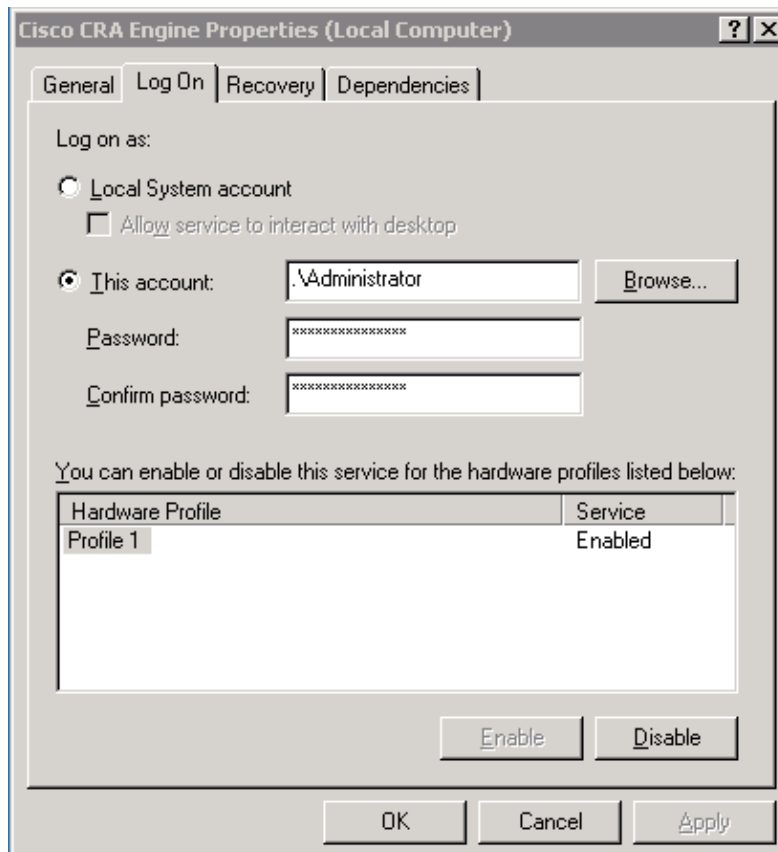 Cisco CRA Engine Properties (Local Computer)
General Log On Recovery Dependencies
Log on as:
Local System account
Allow service to interact with desktop
This account: .\Administrator Browse...
Password: ***************
Confirm password: ***************
You can enable or disable this service for the hardware profiles listed below:
Hardware Profile Service
Profile 1 Enabled
Enable Disable
OK Cancel Apply